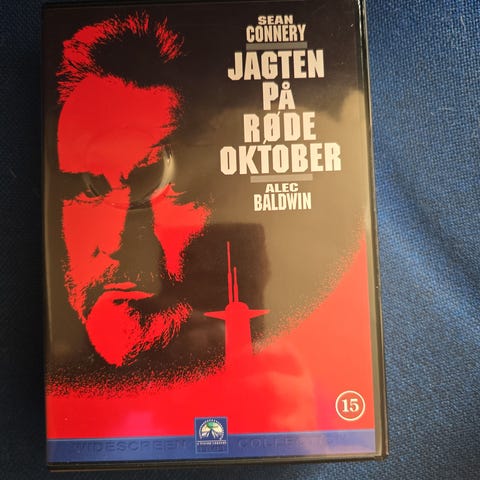 SEAN
CONNERY
JAGTEN
PÅ
RØDE
OKTOBER
ALEC
BALDWIN
15
WIDESCREEN COLLECTION